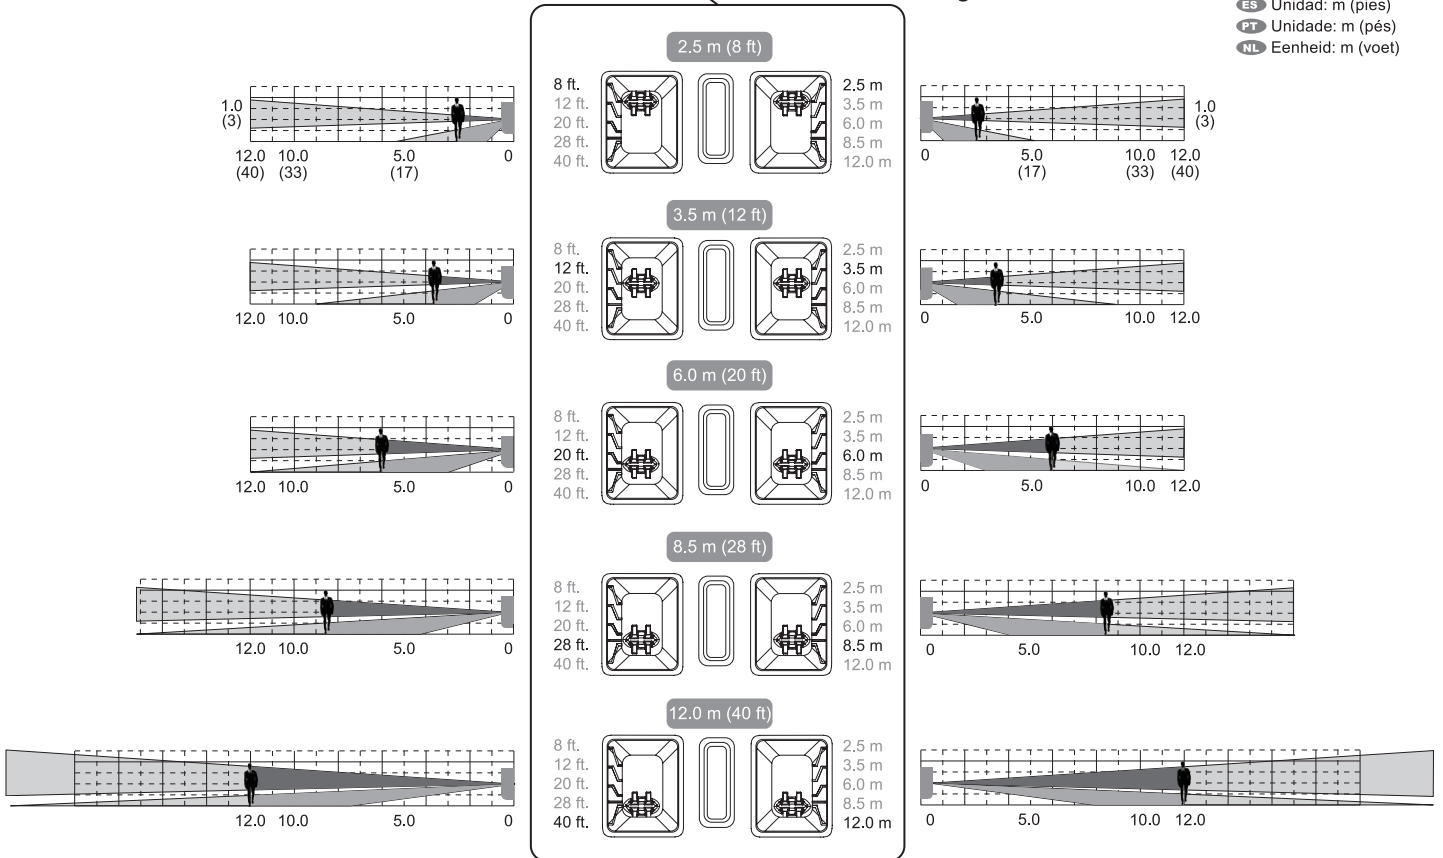 ES Unidad: m (pies)
PT Unidade: m (pés)
NL Eenheid: m (voet)
2.5 m (8 ft)
8 ft.
12 ft.
20 ft.
28 ft.
40 ft.
2.5 m
3.5 m
6.0 m
8.5 m
12.0 m
1.0
(3)
12.0 10.0 5.0 0
(40) (33) (17)
1.0
(3)
0 5.0 10.0 12.0
(17) (33) (40)
3.5 m (12 ft)
8 ft.
12 ft.
20 ft.
28 ft.
40 ft.
2.5 m
3.5 m
6.0 m
8.5 m
12.0 m
12.0 10.0 5.0 0
0 5.0 10.0 12.0
6.0 m (20 ft)
8 ft.
12 ft.
20 ft.
28 ft.
40 ft.
2.5 m
3.5 m
6.0 m
8.5 m
12.0 m
12.0 10.0 5.0 0
0 5.0 10.0 12.0
8.5 m (28 ft)
8 ft.
12 ft.
20 ft.
28 ft.
40 ft.
2.5 m
3.5 m
6.0 m
8.5 m
12.0 m
12.0 10.0 5.0 0
0 5.0 10.0 12.0
12.0 m (40 ft)
8 ft.
12 ft.
20 ft.
28 ft.
40 ft.
2.5 m
3.5 m
6.0 m
8.5 m
12.0 m
12.0 10.0 5.0 0
0 5.0 10.0 12.0